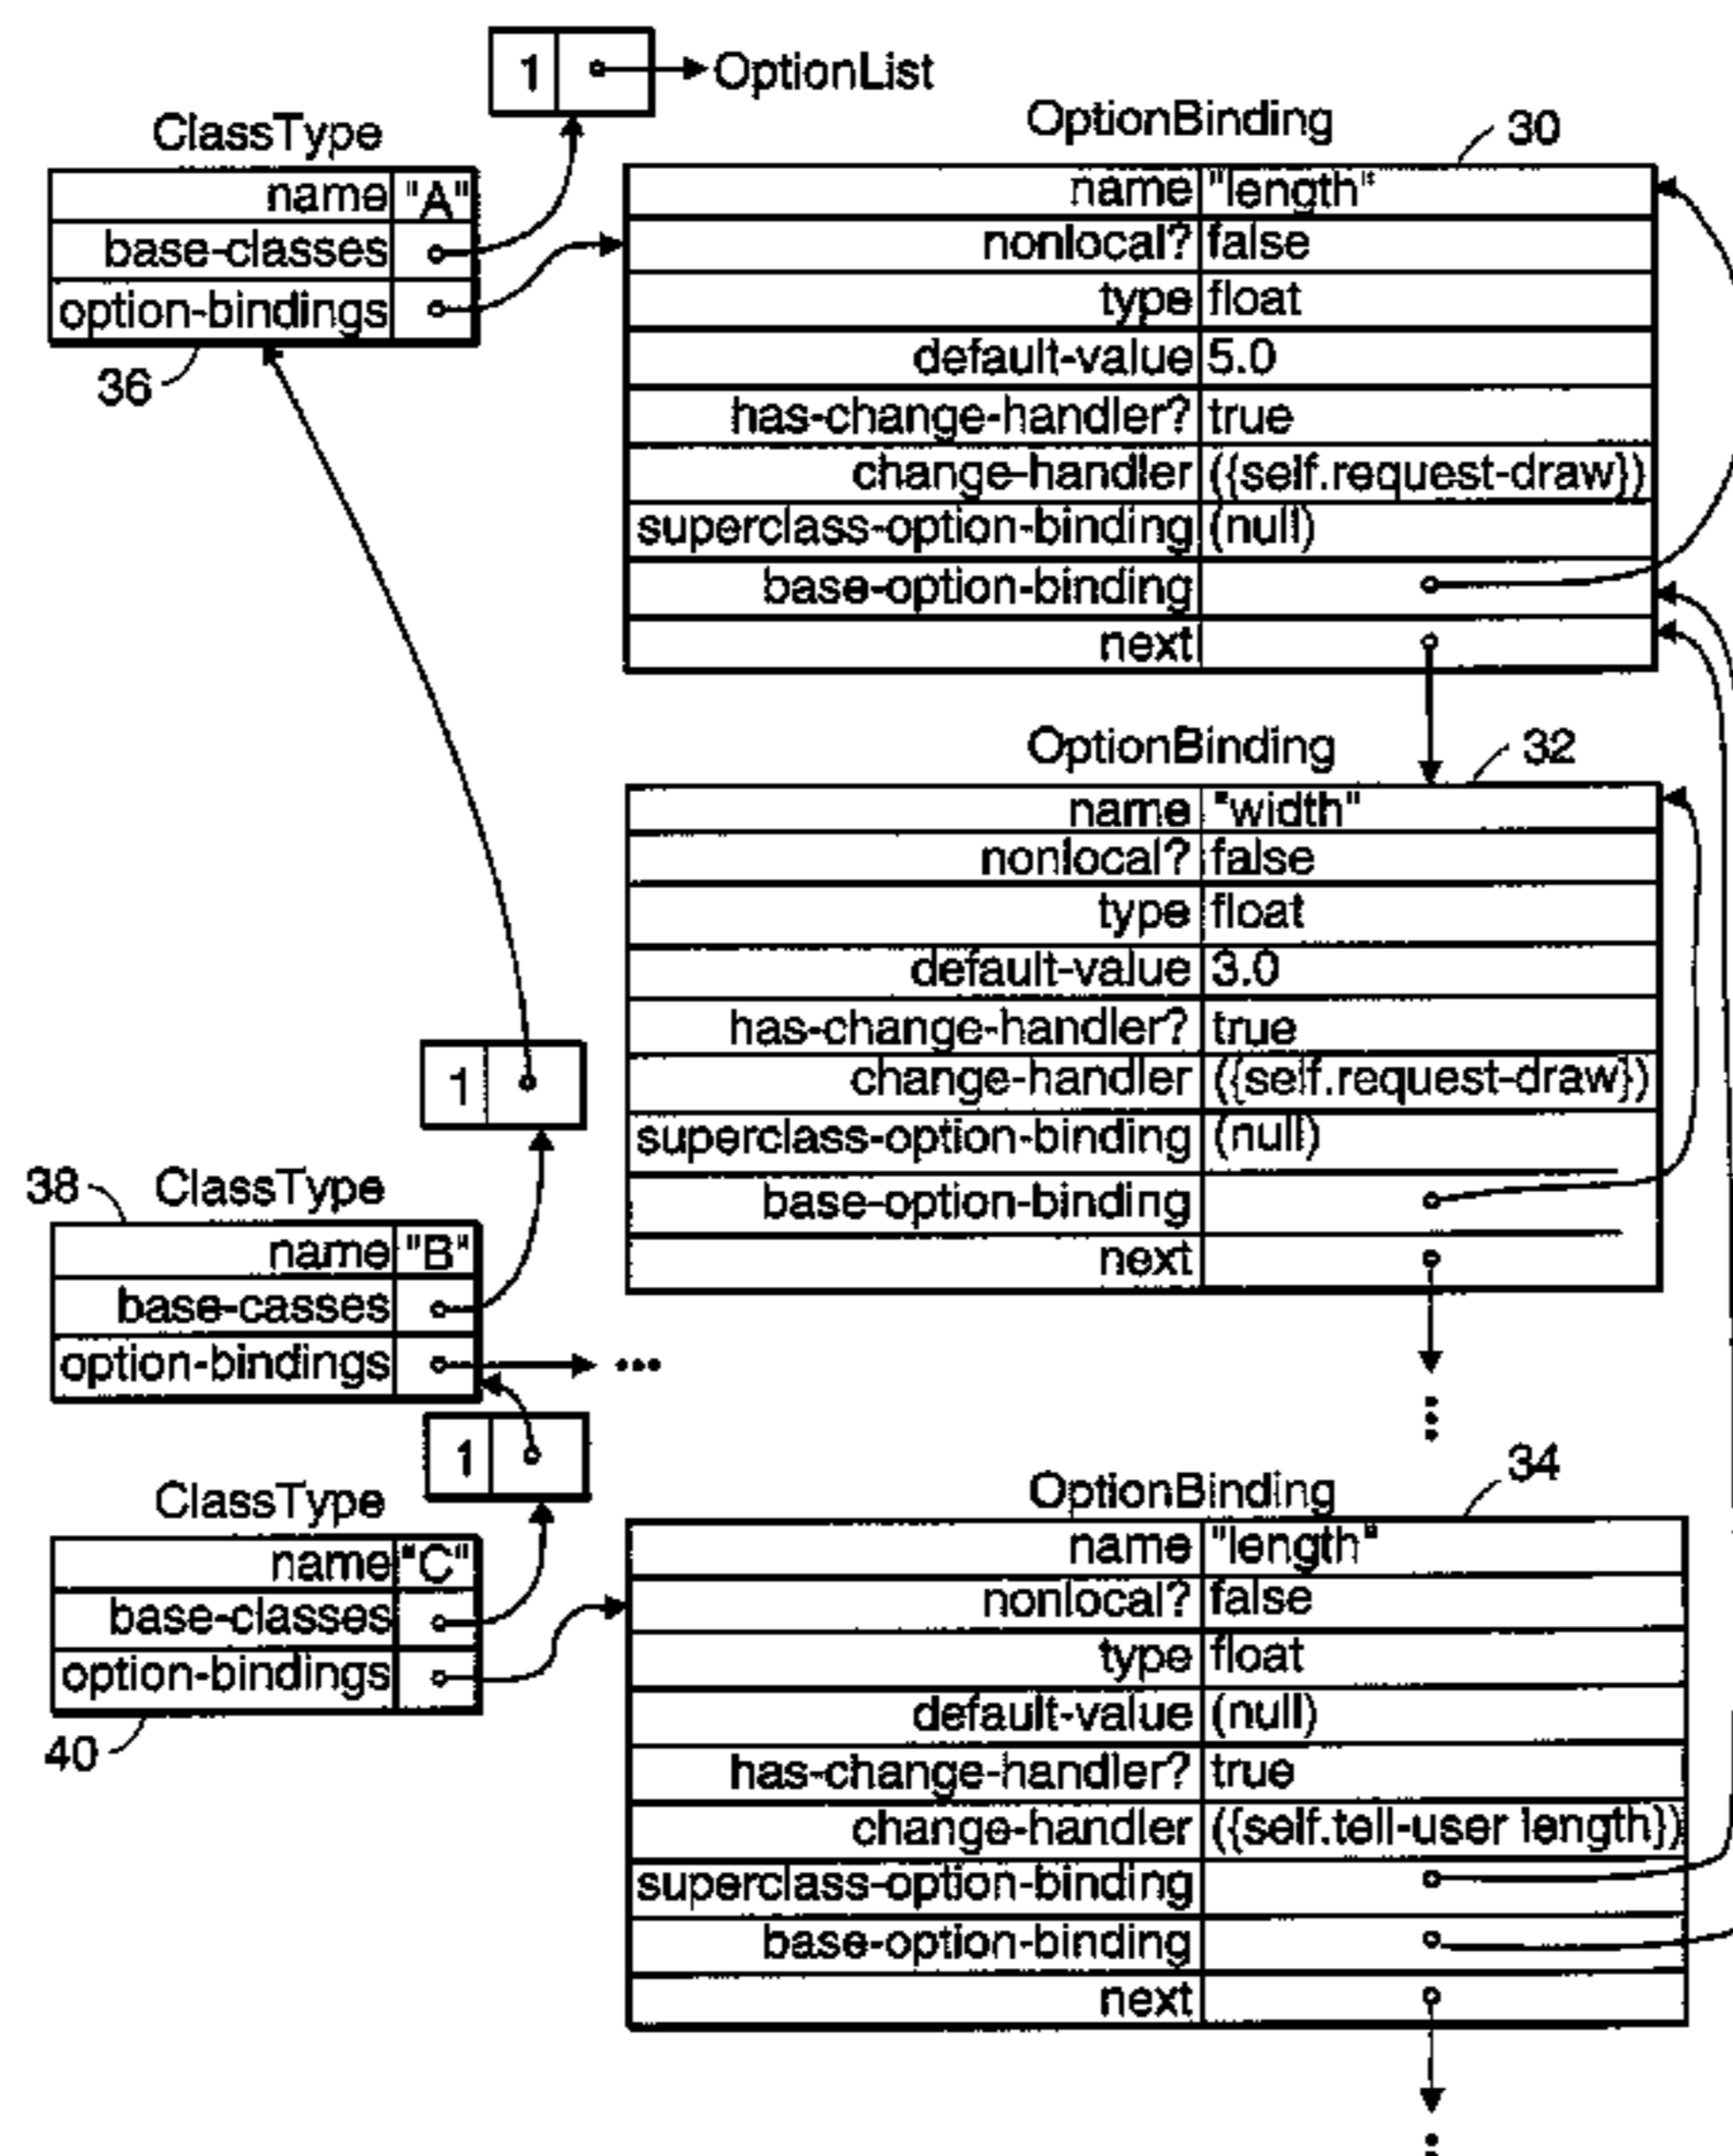 1 OptionList
ClassType
name "A"
base-classes
option-bindings
36
OptionBinding 30
name "length"
nonlocal? false
type float
default-value 5.0
has-change-handler? true
change-handler ({self.request-draw})
superclass-option-binding (null)
base-option-binding
next
OptionBinding 32
name "width"
nonlocal? false
type float
default-value 3.0
has-change-handler? true
change-handler ({self.request-draw})
superclass-option-binding (null)
base-option-binding
next
...
1
38 ClassType
name "B"
base-casses
option-bindings ...
1
ClassType
name "C"
base-classes
option-bindings
40
OptionBinding 34
name "length"
nonlocal? false
type float
default-value (null)
has-change-handler? true
change-handler ({self.tell-user length})
superclass-option-binding
base-option-binding
next